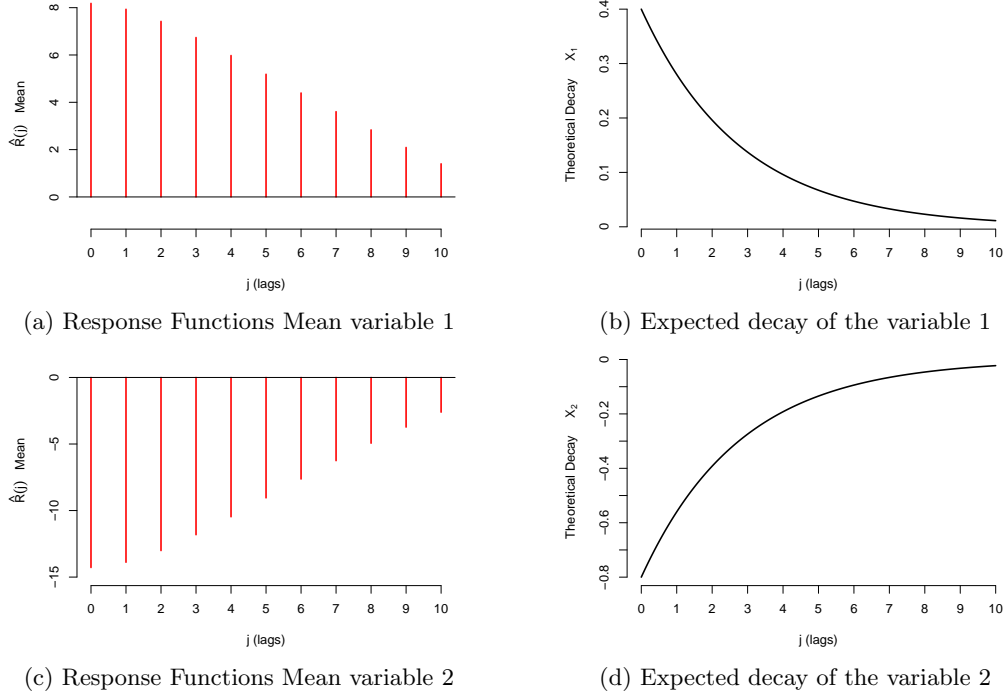 8
6
4
2
0
R̂(j) Mean
0 1 2 3 4 5 6 7 8 9 10
j (lags)
(a) Response Functions Mean variable 1
0.4
0.3
0.2
0.1
0
Theoretical Decay X₁
0 1 2 3 4 5 6 7 8 9 10
j (lags)
(b) Expected decay of the variable 1
0
−5
−10
−15
R̂(j) Mean
0 1 2 3 4 5 6 7 8 9 10
j (lags)
(c) Response Functions Mean variable 2
0
−0.2
−0.4
−0.6
−0.8
Theoretical Decay X₂
0 1 2 3 4 5 6 7 8 9 10
j (lags)
(d) Expected decay of the variable 2